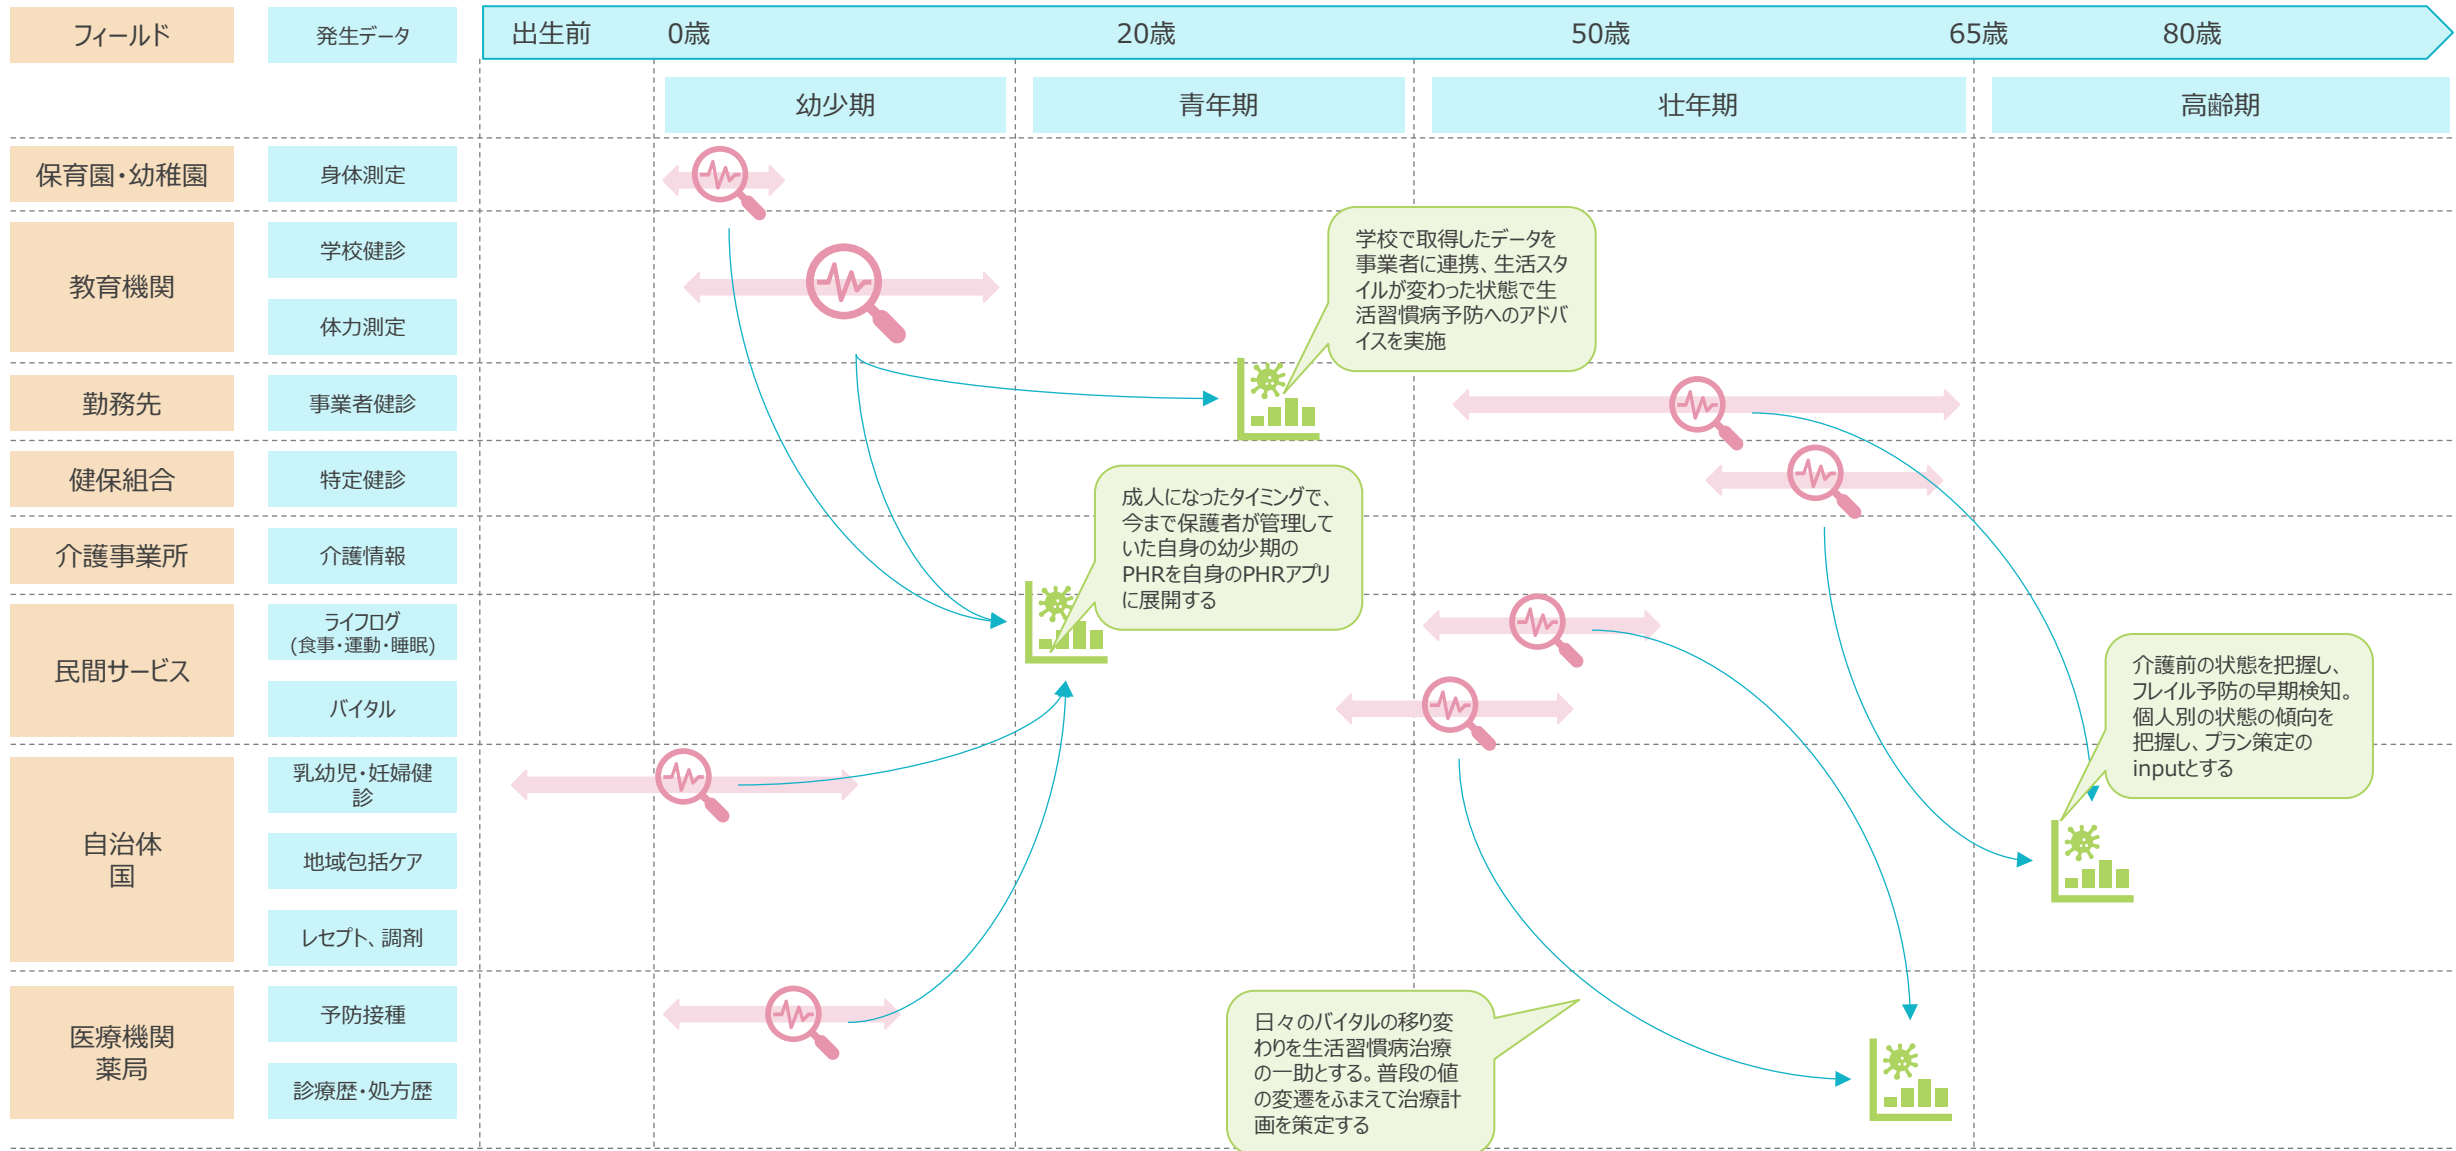 フィールド
発生データ
出生前
0歳
20歳
50歳
65歳
80歳
幼少期
青年期
壮年期
高齢期
保育園・幼稚園
身体測定
教育機関
学校健診
体力測定
学校で取得したデータを
事業者に連携、生活スタ
イルが変わった状態で生
活習慣病予防へのアドバ
イスを実施
勤務先
事業者健診
健保組合
特定健診
成人になったタイミングで、
今まで保護者が管理して
いた自身の幼少期の
PHRを自身のPHRアプリ
に展開する
介護事業所
介護情報
民間サービス
ライフログ
(食事・運動・睡眠)
バイタル
介護前の状態を把握し、
フレイル予防の早期検知。
個人別の状態の傾向を
把握し、プラン策定の
inputとする
自治体
国
乳幼児・妊婦健
診
地域包括ケア
レセプト、調剤
医療機関
薬局
予防接種
診療歴・処方歴
日々のバイタルの移り変
わりを生活習慣病治療
の一助とする。普段の値
の変遷をふまえて治療計
画を策定する